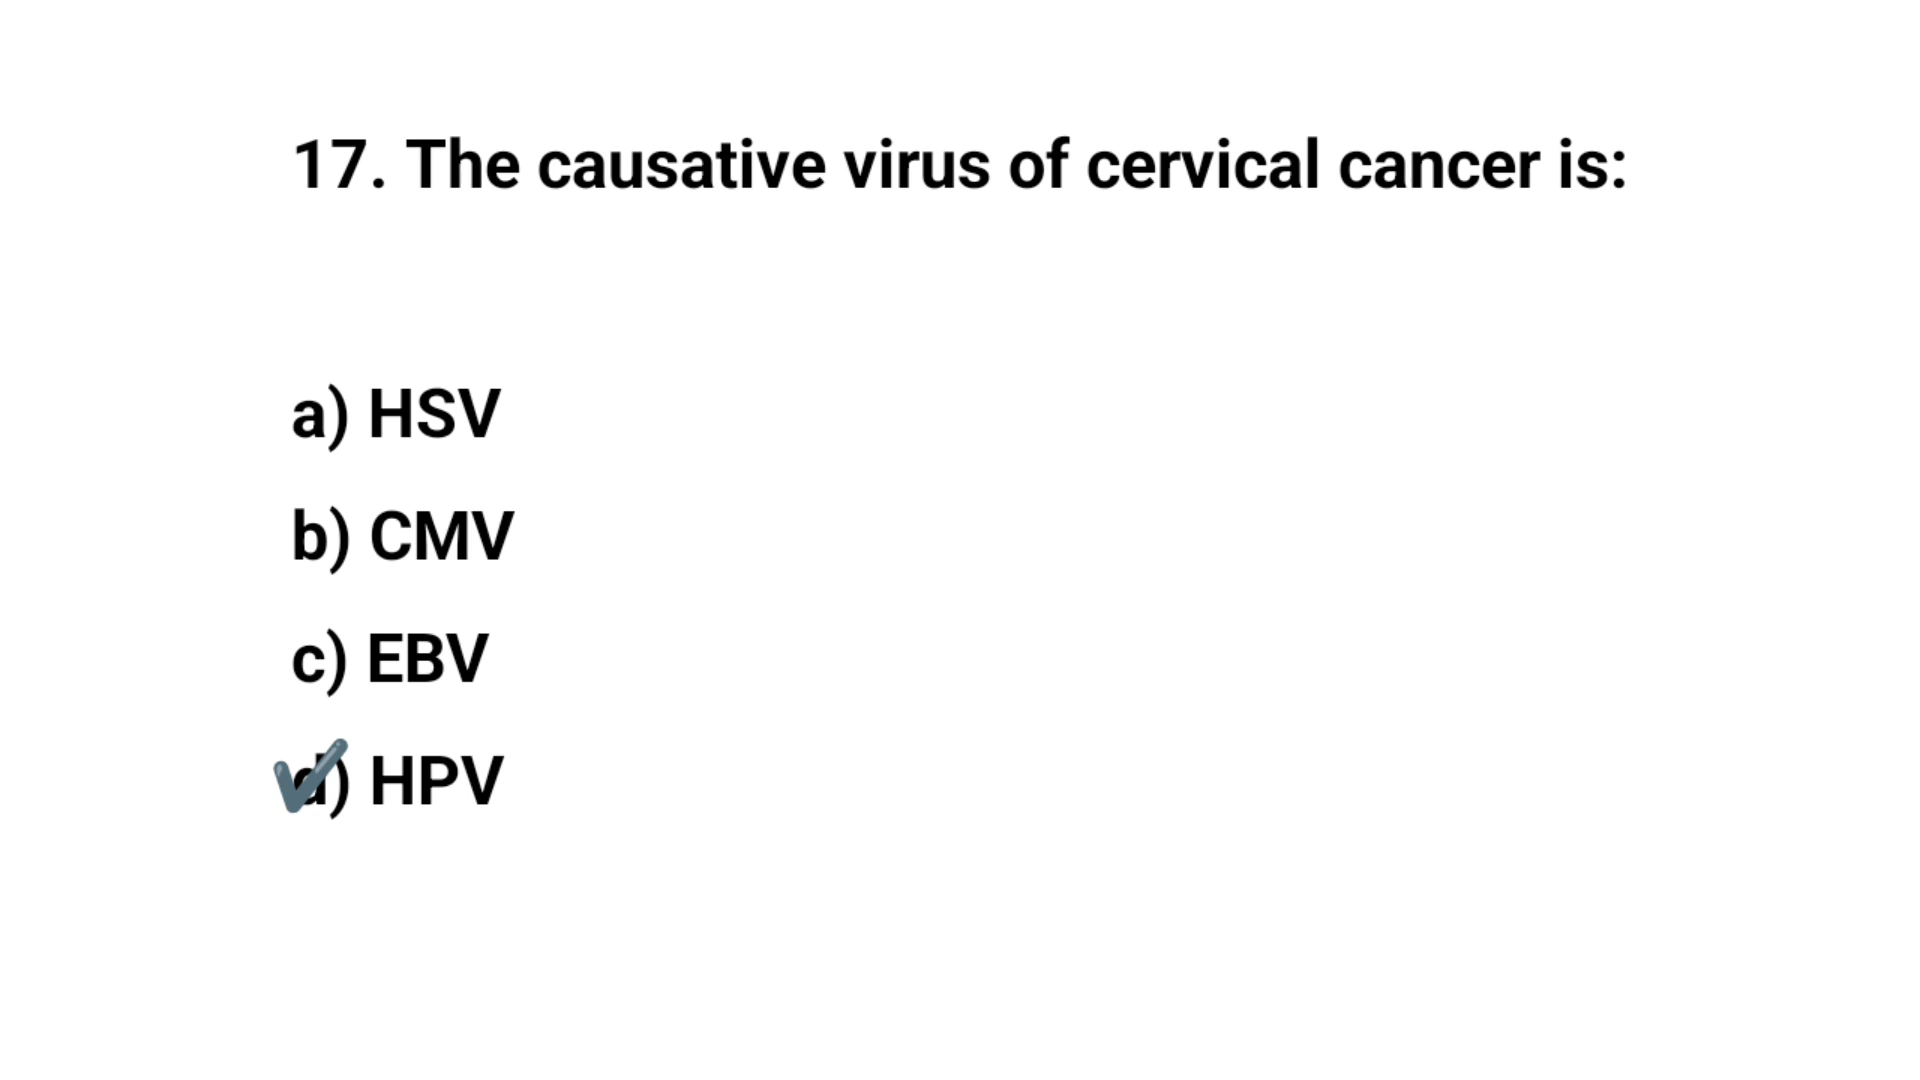 17. The causative virus of cervical cancer is:
a) HSV
b) CMV
c) EBV
d) HPV